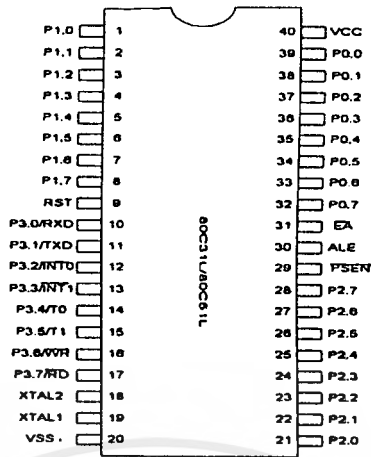 P1.0 1 40 VCC
P1.1 2 39 P0.0
P1.2 3 38 P0.1
P1.3 4 37 P0.2
P1.4 5 36 P0.3
P1.5 6 35 P0.4
P1.6 7 34 P0.5
P1.7 8 33 P0.6
RST 9 32 P0.7
P3.0/RXD 10 31 EA
P3.1/TXD 11 30 ALE
P3.2/INT0 12 29 PSEN
P3.3/INT1 13 28 P2.7
P3.4/T0 14 27 P2.6
P3.5/T1 15 26 P2.5
P3.6/WR 16 25 P2.4
P3.7/RD 17 24 P2.3
XTAL2 18 23 P2.2
XTAL1 19 22 P2.1
VSS 20 21 P2.0
80C31L/80C51L